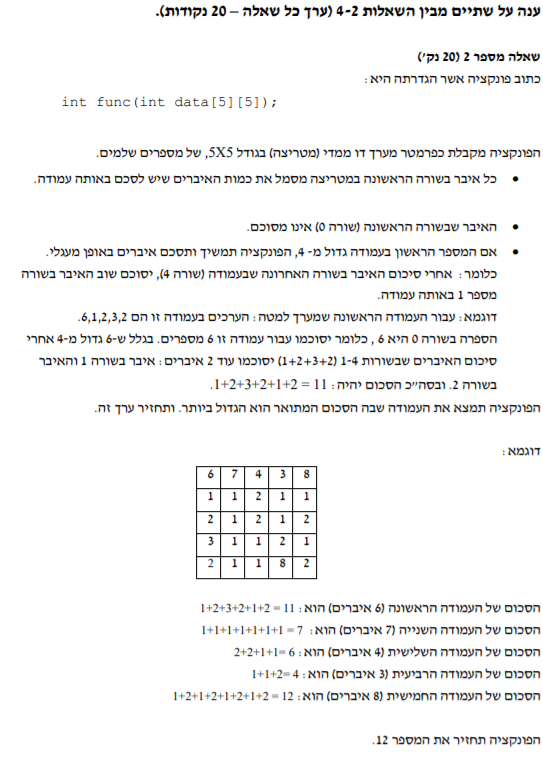 ענה על שתיים מבין השאלות 4-2 (ערך כל שאלה – 20 נקודות).
שאלה מספר 2 (20 נק')
כתוב פונקציה אשר הגדרתה היא :
int func(int data[5][5]);
הפונקציה מקבלת כפרמטר מערך דו ממדי (מטריצה) בגודל 5X5, של מספרים שלמים.
• כל איבר בשורה הראשונה במטריצה מסמל את כמות האיברים שיש לסכם באותה עמודה.
• האיבר שבשורה הראשונה (שורה 0) אינו מסוכם.
• אם המספר הראשון בעמודה גדול מ- 4, הפונקציה תמשיך ותסכם איברים באופן מעגלי.
כלומר : אחרי סיכום האיבר בשורה האחרונה שבעמודה (שורה 4), יסוכם שוב האיבר בשורה
מספר 1 באותה עמודה.
דוגמא : עבור העמודה הראשונה שמערך למטה : הערכים בעמודה זו הם 6,1,2,3,2.
הספרה בשורה 0 היא 6 , כלומר יסוכמו עבור עמודה זו 6 מספרים. בגלל ש-6 גדול מ-4 אחרי
סיכום האיברים שבשורות 1-4 (1+2+3+2) יסוכמו עוד 2 איברים : איבר בשורה 1 והאיבר
בשורה 2. ובסה"כ הסכום יהיה : 1+2+3+2+1+2 = 11.
הפונקציה תמצא את העמודה שבה הסכום המתואר הוא הגדול ביותר. ותחזיר ערך זה.
דוגמא :
6 7 4 3 8
1 1 2 1 1
2 1 2 1 2
3 1 1 2 1
2 1 1 8 2
הסכום של העמודה הראשונה (6 איברים) הוא : 1+2+3+2+1+2 = 11
הסכום של העמודה השנייה (7 איברים) הוא : 1+1+1+1+1+1+1 = 7
הסכום של העמודה השלישית (4 איברים) הוא : 2+2+1+1= 6
הסכום של העמודה הרביעית (3 איברים) הוא : 1+1+2= 4
הסכום של העמודה החמישית (8 איברים) הוא : 1+2+1+2+1+2+1+2 = 12
הפונקציה תחזיר את המספר 12.